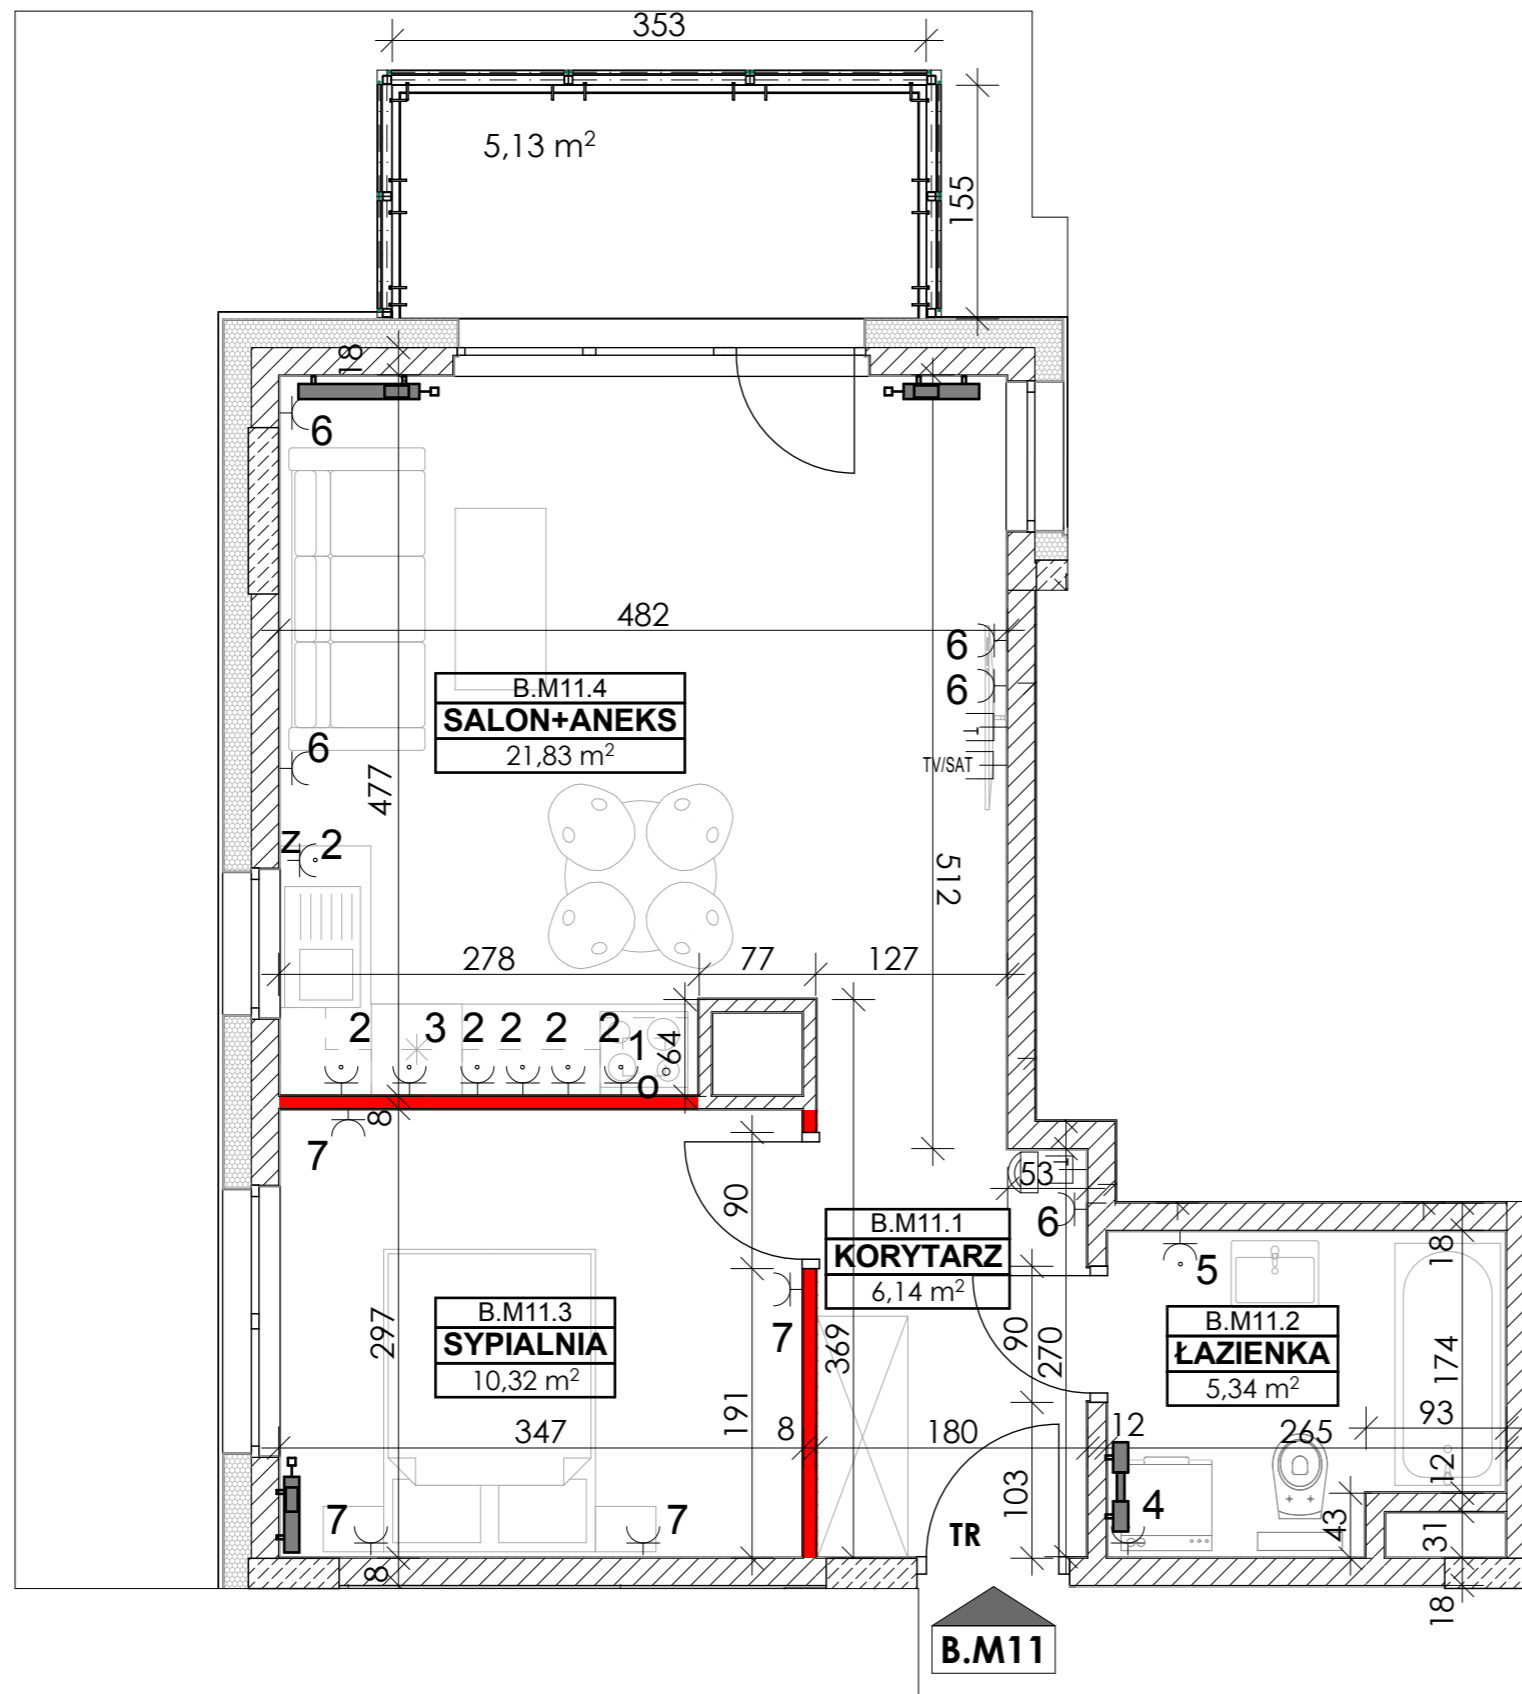 353
5,13 m²
155
18
6
482
6
6
B.M11.4
SALON+ANEKS
21,83 m²
T
TV/SAT
6
477
z 2
512
278
77
127
2
3
2
2
2
2
1
o
64
8
7
90
53
T
6
B.M11.1
KORYTARZ
6,14 m²
5
18
B.M11.3
SYPIALNIA
10,32 m²
297
7
369
90
270
B.M11.2
ŁAZIENKA
5,34 m²
174
93
347
191
8
180
12
265
12
7
7
103
TR
4
43
31
8
18
B.M11